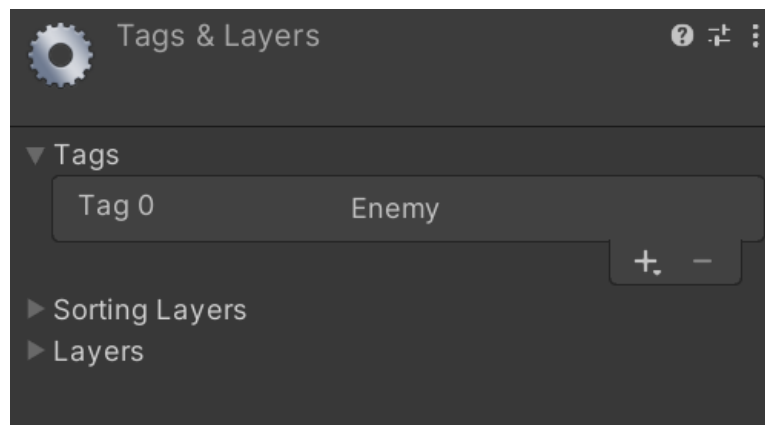 Tags & Layers
Tags
Tag 0 Enemy
Sorting Layers
Layers